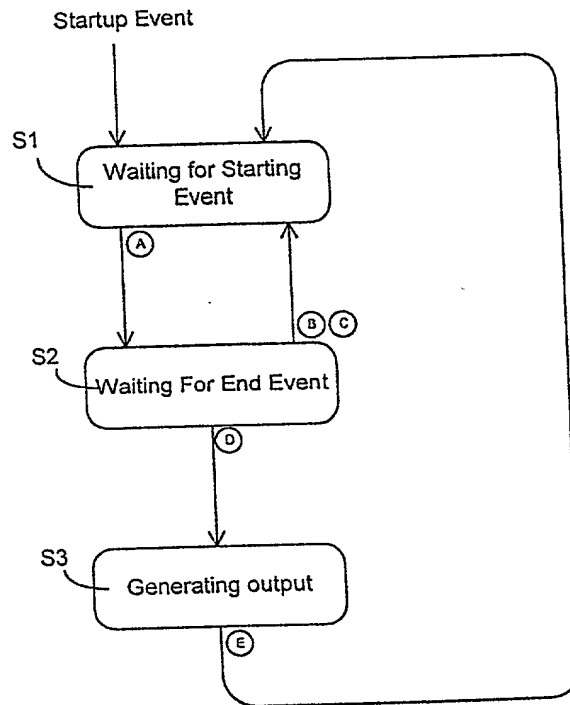 Startup Event
S1
Waiting for Starting
Event
A
B C
S2
Waiting For End Event
D
S3
Generating output
E